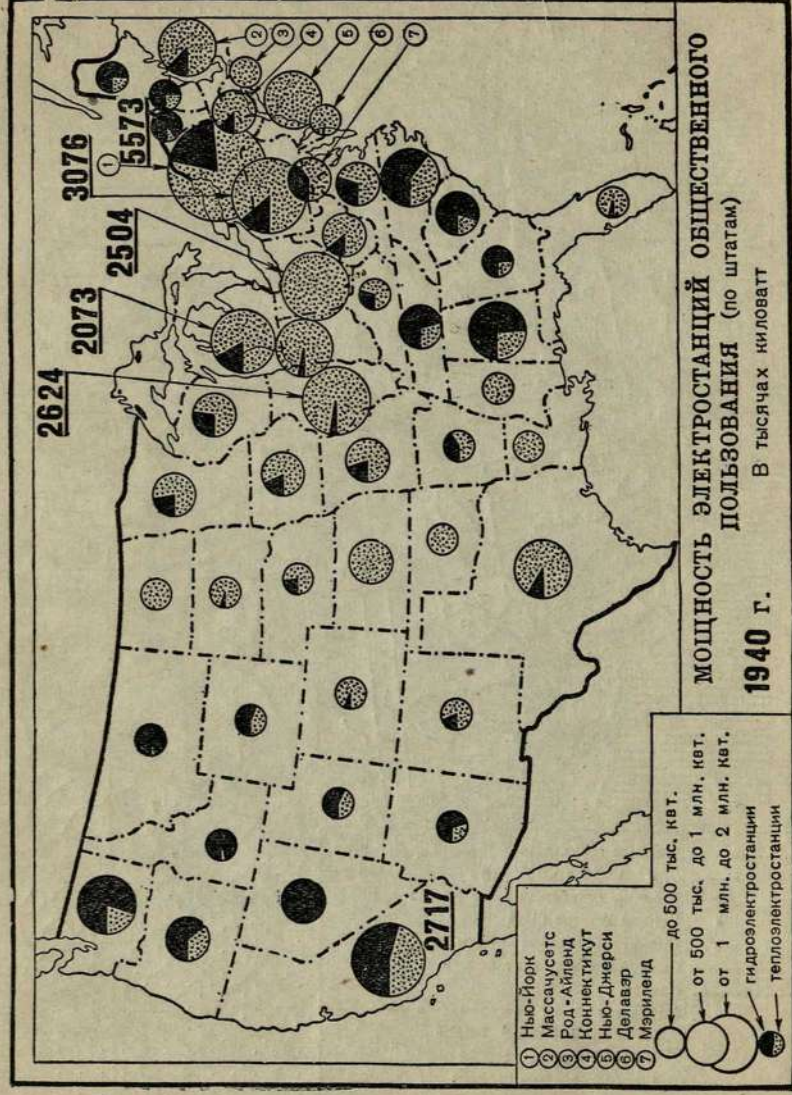 МОЩНОСТЬ ЭЛЕКТРОСТАНЦИЙ ОБЩЕСТВЕННОГО
ПОЛЬЗОВАНИЯ (по штатам)
1940 г. В тысячах киловатт
2624
2073
2504
3076
①
5573
②
③
④
⑤
⑥
⑦
2717
① Нью-Йорк
② Массачусетс
③ Род-Айленд
④ Коннектикут
⑤ Нью-Джерси
⑥ Делавэр
⑦ Мэриленд
до 500 тыс. квт.
от 500 тыс. до 1 млн. квт.
от 1 млн. до 2 млн. квт.
гидроэлектростанции
теплоэлектростанции